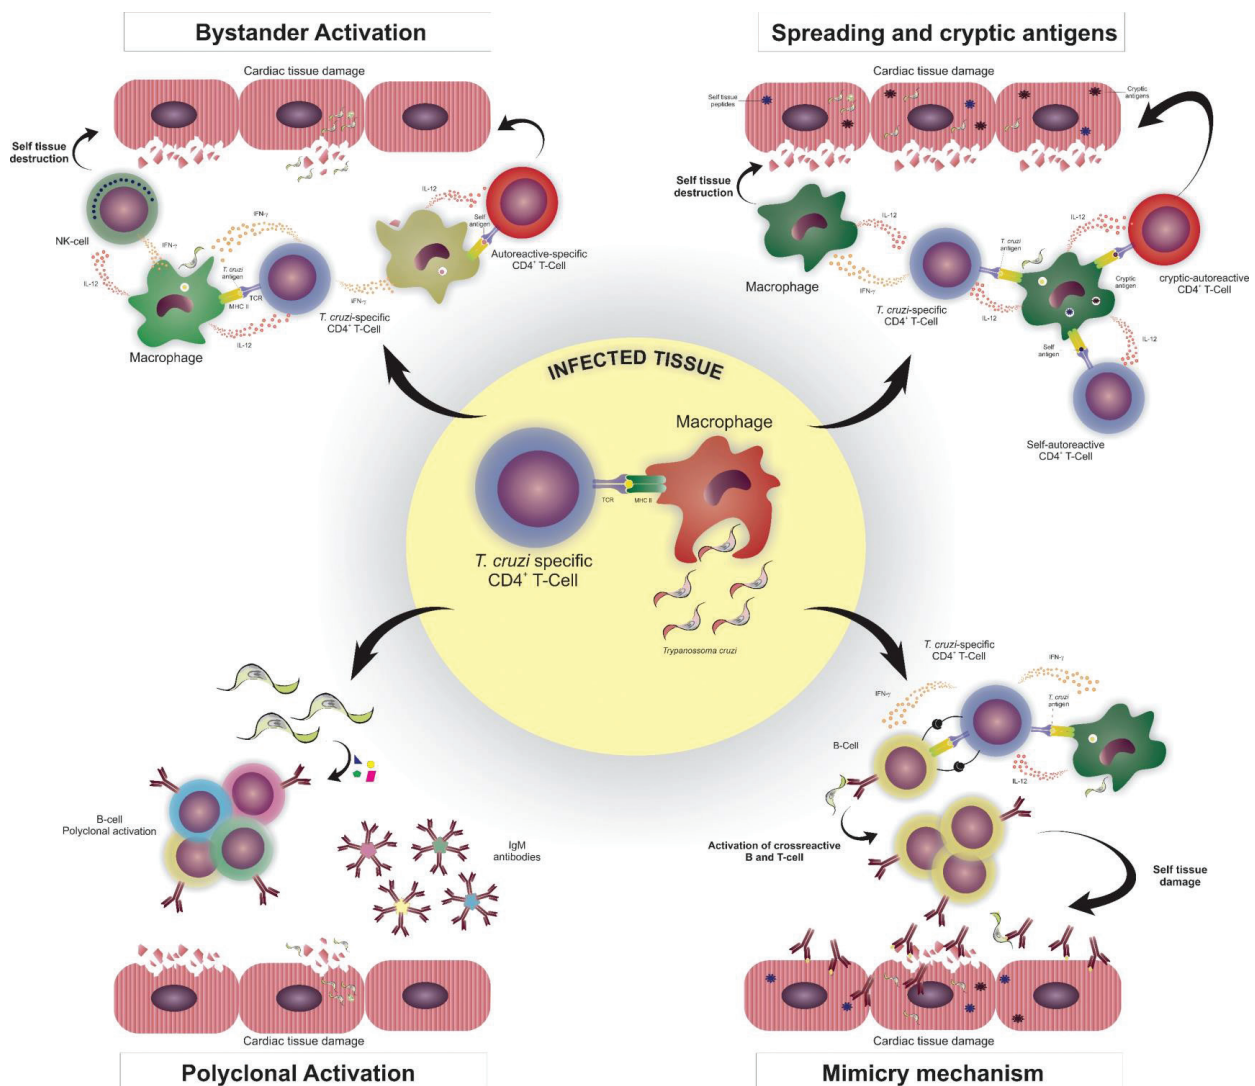 Bystander Activation
Cardiac tissue damage
Self tissue
destruction
NK-cell
IFN-γ
IFN-γ
IL-12
T. cruzi
antigen
MHC II
TCR
Macrophage
IL-12
T. cruzi-specific
CD4⁺ T-Cell
IFN-γ
IL-12
Self
antigen
Autoreactive-specific
CD4⁺ T-Cell
Spreading and cryptic antigens
Cardiac tissue damage
Self tissue
peptides
Cryptic
antigens
Self tissue
destruction
Macrophage
IL-12
IFN-γ
T. cruzi-specific
CD4⁺ T-Cell
T. cruzi
antigen
IL-12
IL-12
Cryptic
antigen
cryptic-autoreactive
CD4⁺ T-Cell
Self
antigen
IL-12
Self-autoreactive
CD4⁺ T-Cell
INFECTED TISSUE
Macrophage
TCR
MHC II
T. cruzi specific
CD4⁺ T-Cell
Trypanossoma cruzi
B-cell
Polyclonal activation
IgM
antibodies
Cardiac tissue damage
Polyclonal Activation
T. cruzi-specific
CD4⁺ T-Cell
IFN-γ
IFN-γ
T. cruzi
antigen
B-Cell
IL-12
Activation of crossreactive
B and T-cell
Self tissue
damage
Cardiac tissue damage
Mimicry mechanism